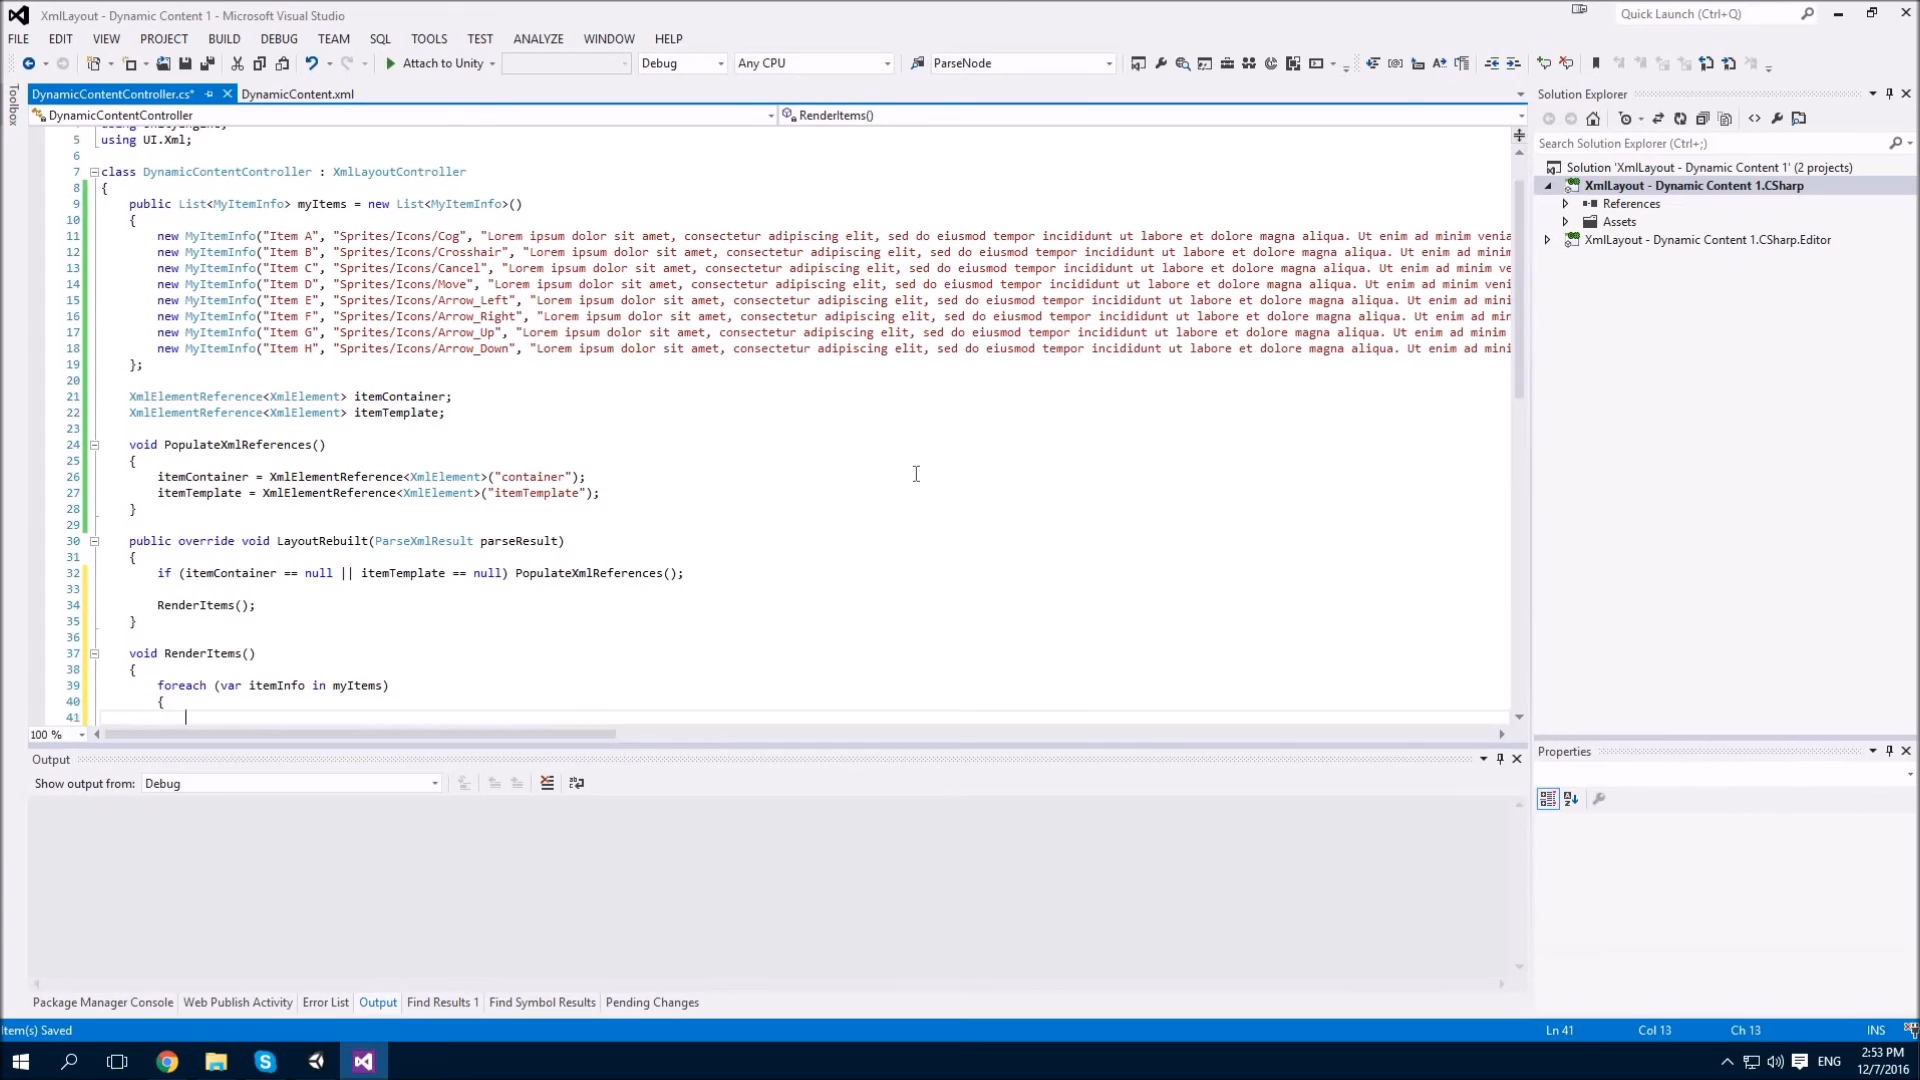 XmlLayout - Dynamic Content 1 - Microsoft Visual Studio
Quick Launch (Ctrl+Q)
FILE EDIT VIEW PROJECT BUILD DEBUG TEAM SQL TOOLS TEST ANALYZE WINDOW HELP
Attach to Unity Debug Any CPU ParseNode
Toolbox
DynamicContentController.cs* DynamicContent.xml
DynamicContentController RenderItems()
5 using UI.Xml;
6
7 class DynamicContentController : XmlLayoutController
8 {
9 public List<MyItemInfo> myItems = new List<MyItemInfo>()
10 {
11 new MyItemInfo("Item A", "Sprites/Icons/Cog", "Lorem ipsum dolor sit amet, consectetur adipiscing elit, sed do eiusmod tempor incididunt ut labore et dolore magna aliqua. Ut enim ad minim venia
12 new MyItemInfo("Item B", "Sprites/Icons/Crosshair", "Lorem ipsum dolor sit amet, consectetur adipiscing elit, sed do eiusmod tempor incididunt ut labore et dolore magna aliqua. Ut enim ad minim
13 new MyItemInfo("Item C", "Sprites/Icons/Cancel", "Lorem ipsum dolor sit amet, consectetur adipiscing elit, sed do eiusmod tempor incididunt ut labore et dolore magna aliqua. Ut enim ad minim ve
14 new MyItemInfo("Item D", "Sprites/Icons/Move", "Lorem ipsum dolor sit amet, consectetur adipiscing elit, sed do eiusmod tempor incididunt ut labore et dolore magna aliqua. Ut enim ad minim veni
15 new MyItemInfo("Item E", "Sprites/Icons/Arrow_Left", "Lorem ipsum dolor sit amet, consectetur adipiscing elit, sed do eiusmod tempor incididunt ut labore et dolore magna aliqua. Ut enim ad mini
16 new MyItemInfo("Item F", "Sprites/Icons/Arrow_Right", "Lorem ipsum dolor sit amet, consectetur adipiscing elit, sed do eiusmod tempor incididunt ut labore et dolore magna aliqua. Ut enim ad min
17 new MyItemInfo("Item G", "Sprites/Icons/Arrow_Up", "Lorem ipsum dolor sit amet, consectetur adipiscing elit, sed do eiusmod tempor incididunt ut labore et dolore magna aliqua. Ut enim ad minim
18 new MyItemInfo("Item H", "Sprites/Icons/Arrow_Down", "Lorem ipsum dolor sit amet, consectetur adipiscing elit, sed do eiusmod tempor incididunt ut labore et dolore magna aliqua. Ut enim ad mini
19 };
20
21 XmlElementReference<XmlElement> itemContainer;
22 XmlElementReference<XmlElement> itemTemplate;
23
24 void PopulateXmlReferences()
25 {
26 itemContainer = XmlElementReference<XmlElement>("container");
27 itemTemplate = XmlElementReference<XmlElement>("itemTemplate");
28 }
29
30 public override void LayoutRebuilt(ParseXmlResult parseResult)
31 {
32 if (itemContainer == null || itemTemplate == null) PopulateXmlReferences();
33
34 RenderItems();
35 }
36
37 void RenderItems()
38 {
39 foreach (var itemInfo in myItems)
40 {
41
100 %
Solution Explorer
Search Solution Explorer (Ctrl+;)
Solution 'XmlLayout - Dynamic Content 1' (2 projects)
XmlLayout - Dynamic Content 1.CSharp
References
Assets
XmlLayout - Dynamic Content 1.CSharp.Editor
Output
Show output from: Debug
Properties
Package Manager Console Web Publish Activity Error List Output Find Results 1 Find Symbol Results Pending Changes
Item(s) Saved Ln 41 Col 13 Ch 13 INS
ENG
2:53 PM
12/7/2016